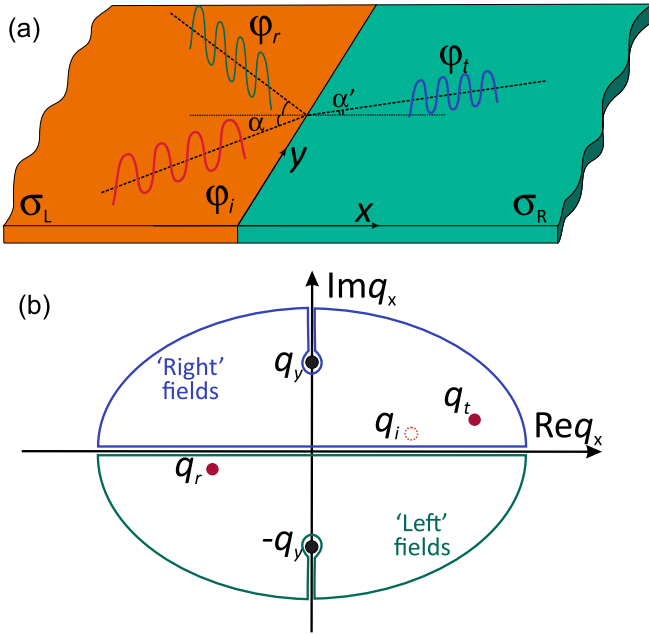 (a)
φr
φt
α
α'
φi
y
σL
x
σR
(b)
Imqx
'Right'
fields
qy
qt
qi
Reqx
qr
'Left'
fields
-qy